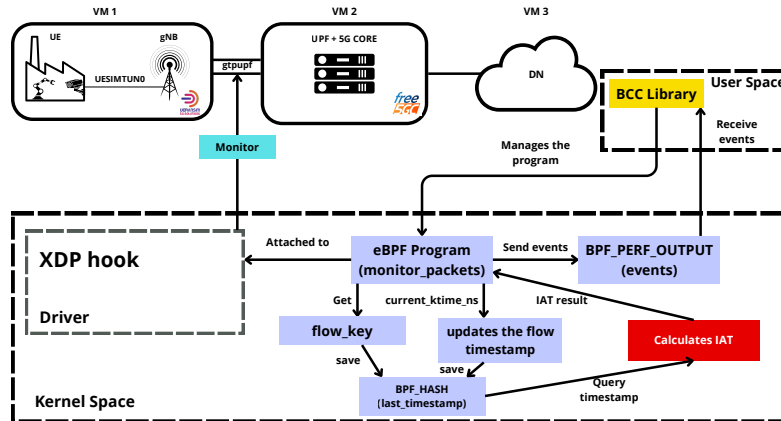 VM 1
VM 2
VM 3
UE
gNB
UESIMTUN0
gtpupf
UPF + 5G CORE
free
5GC
DN
User Space
BCC Library
Receive
events
Monitor
Manages the
program
XDP hook
Driver
Attached to
eBPF Program
(monitor_packets)
Send events
BPF_PERF_OUTPUT
(events)
Get
current_ktime_ns
IAT result
flow_key
updates the flow
timestamp
Calculates IAT
save
save
BPF_HASH
(last_timestamp)
Query
timestamp
Kernel Space